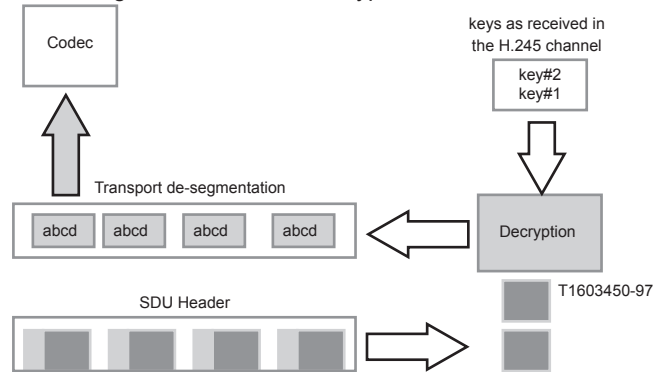 Codec
keys as received in
the H.245 channel
key#2
key#1
Transport de-segmentation
abcd abcd abcd abcd
Decryption
T1603450-97
SDU Header